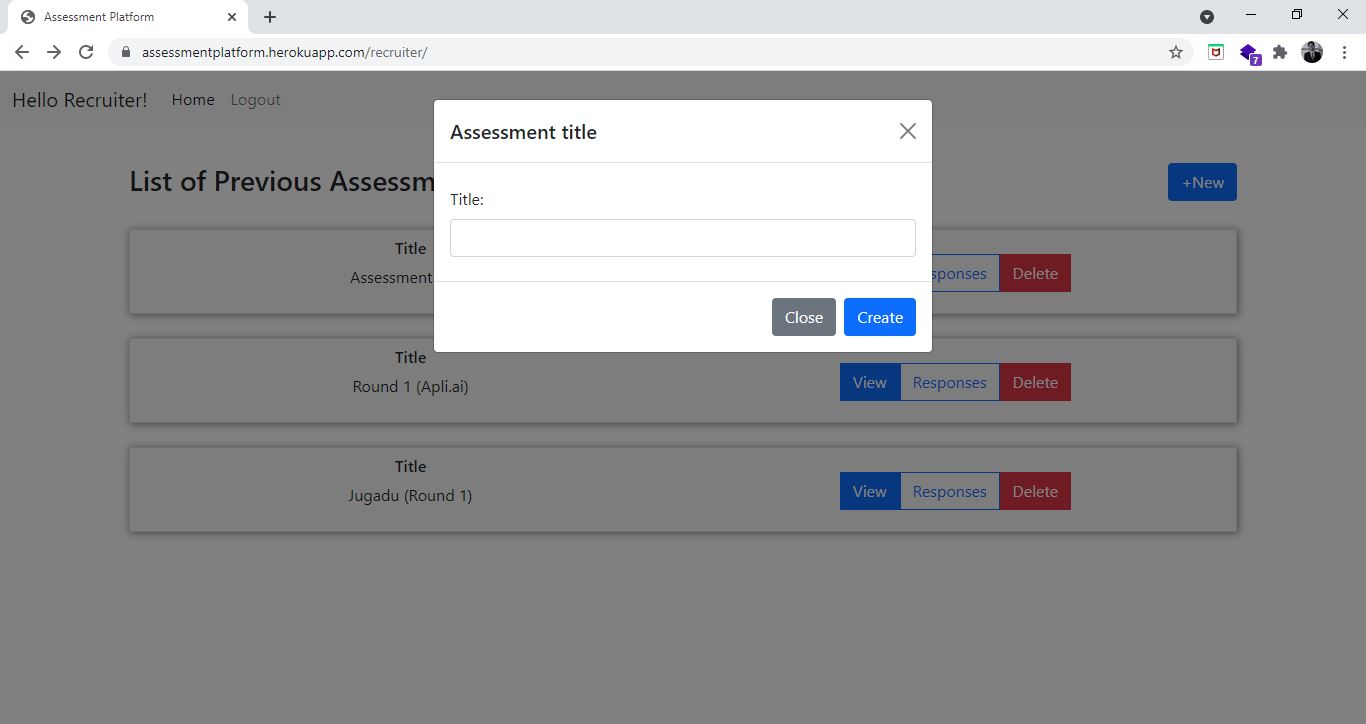 Assessment Platform
assessmentplatform.herokuapp.com/recruiter/
7
Hello Recruiter! Home Logout
Assessment title
List of Previous Assessm
+New
Title:
Title
Assessment
sponses Delete
Close Create
Title
Round 1 (Apli.ai)
View Responses Delete
Title
Jugadu (Round 1)
View Responses Delete